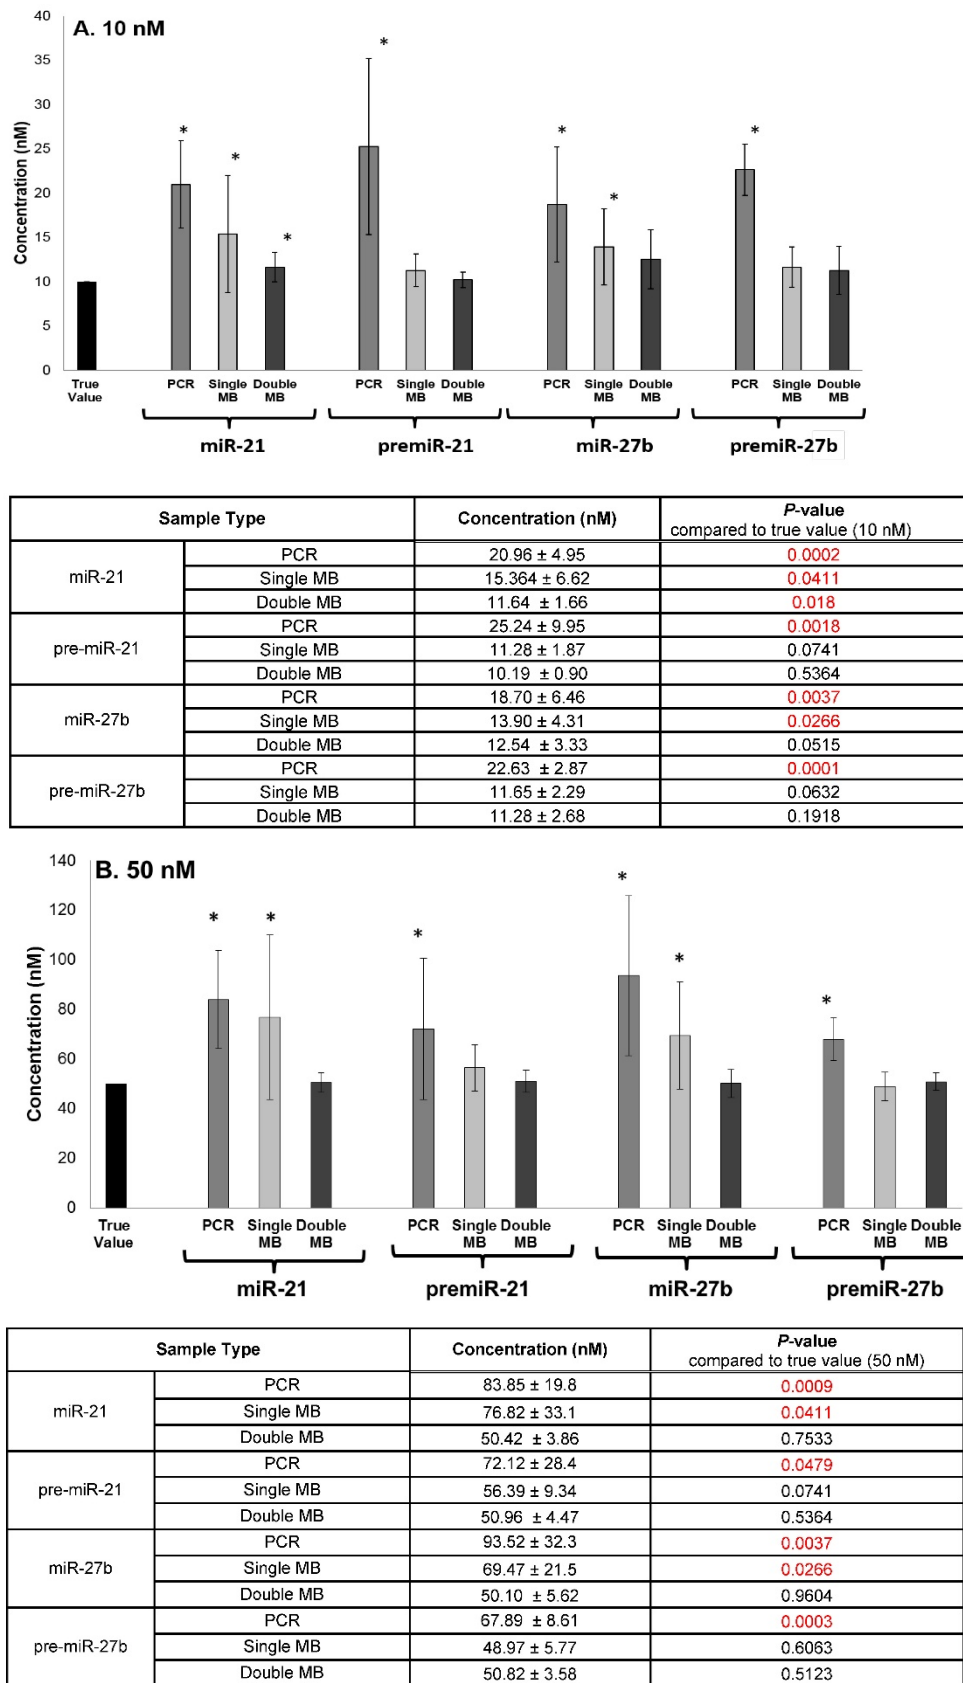 A. 10 nM
Concentration (nM)
40
35
30
25
20
15
10
5
0
* * * * * * *
True Value PCR Single MB Double MB PCR Single MB Double MB PCR Single MB Double MB PCR Single MB Double MB
miR-21 premiR-21 miR-27b premiR-27b
Sample Type Concentration (nM) P-value
compared to true value (10 nM)
miR-21 PCR 20.96 ± 4.95 0.0002
Single MB 15.364 ± 6.62 0.0411
Double MB 11.64 ± 1.66 0.018
pre-miR-21 PCR 25.24 ± 9.95 0.0018
Single MB 11.28 ± 1.87 0.0741
Double MB 10.19 ± 0.90 0.5364
miR-27b PCR 18.70 ± 6.46 0.0037
Single MB 13.90 ± 4.31 0.0266
Double MB 12.54 ± 3.33 0.0515
pre-miR-27b PCR 22.63 ± 2.87 0.0001
Single MB 11.65 ± 2.29 0.0632
Double MB 11.28 ± 2.68 0.1918
B. 50 nM
Concentration (nM)
140
120
100
80
60
40
20
0
* * * * * *
True Value PCR Single MB Double MB PCR Single MB Double MB PCR Single MB Double MB PCR Single MB Double MB
miR-21 premiR-21 miR-27b premiR-27b
Sample Type Concentration (nM) P-value
compared to true value (50 nM)
miR-21 PCR 83.85 ± 19.8 0.0009
Single MB 76.82 ± 33.1 0.0411
Double MB 50.42 ± 3.86 0.7533
pre-miR-21 PCR 72.12 ± 28.4 0.0479
Single MB 56.39 ± 9.34 0.0741
Double MB 50.96 ± 4.47 0.5364
miR-27b PCR 93.52 ± 32.3 0.0037
Single MB 69.47 ± 21.5 0.0266
Double MB 50.10 ± 5.62 0.9604
pre-miR-27b PCR 67.89 ± 8.61 0.0003
Single MB 48.97 ± 5.77 0.6063
Double MB 50.82 ± 3.58 0.5123